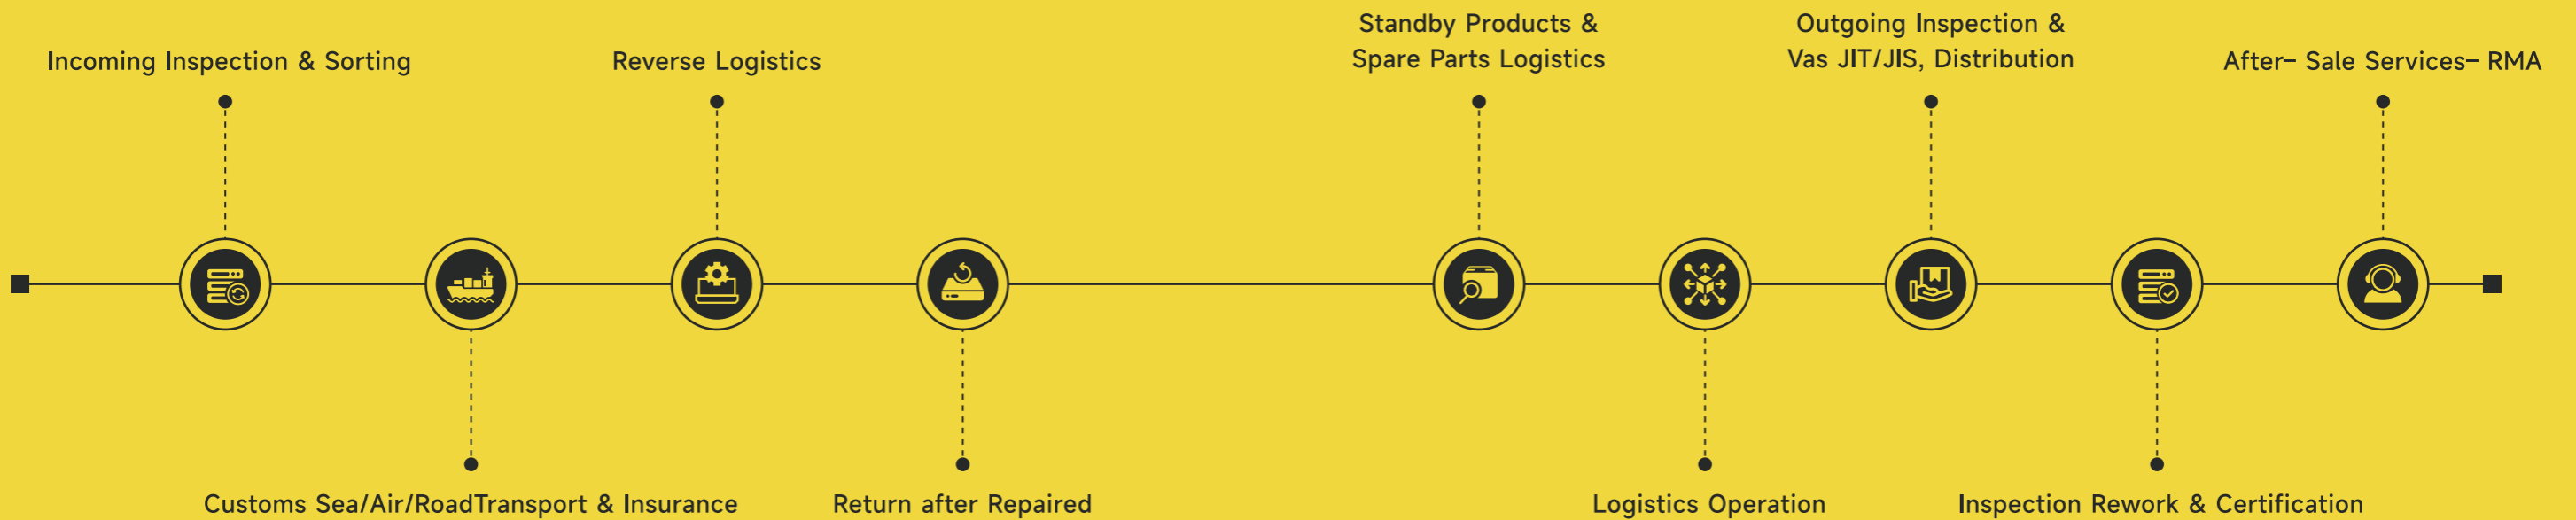 Incoming Inspection & Sorting
Customs Sea/Air/RoadTransport & Insurance
Reverse Logistics
Return after Repaired
Standby Products &
Spare Parts Logistics
Logistics Operation
Outgoing Inspection &
Vas JIT/JIS, Distribution
Inspection Rework & Certification
After– Sale Services– RMA